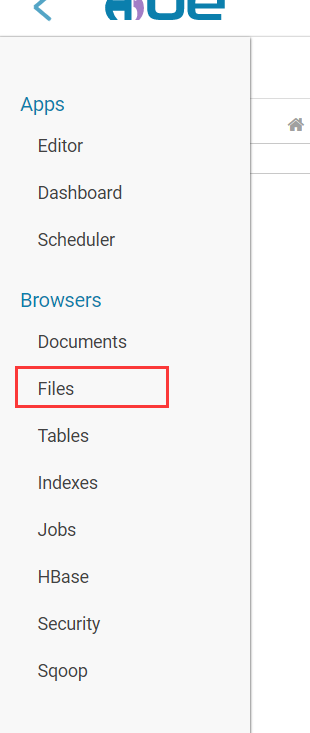 Apps
Editor
Dashboard
Scheduler
Browsers
Documents
Files
Tables
Indexes
Jobs
HBase
Security
Sqoop